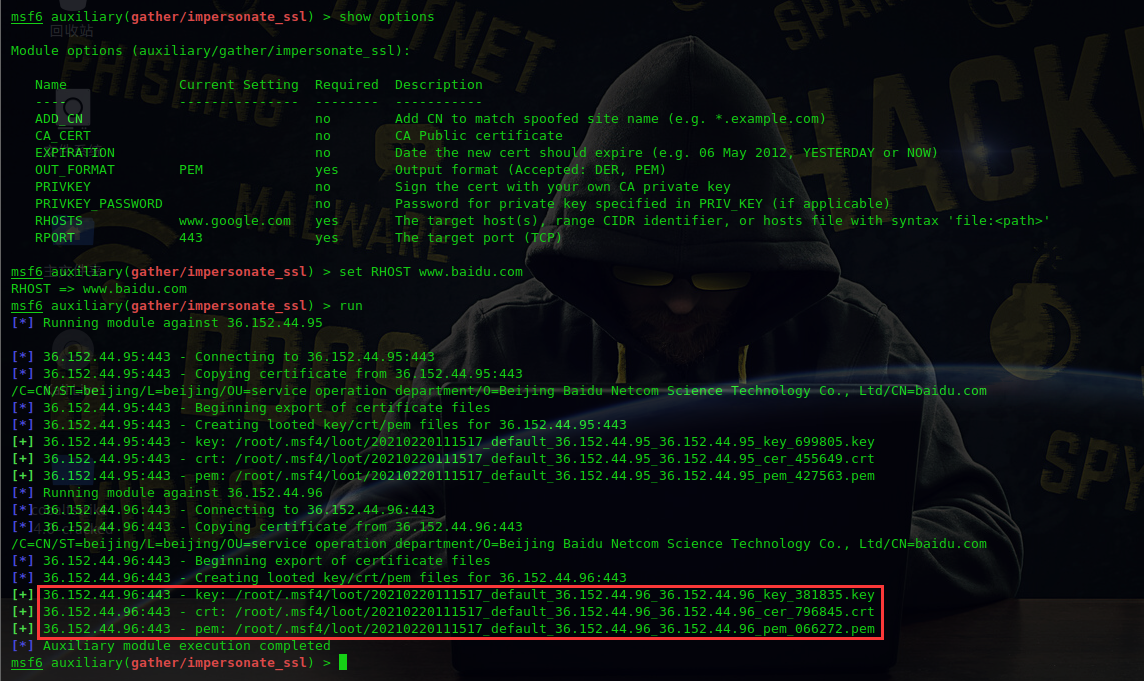 msf6 auxiliary(gather/impersonate_ssl) > show options
Module options (auxiliary/gather/impersonate_ssl):
Name Current Setting Required Description
---- --------------- -------- -----------
ADD_CN no Add CN to match spoofed site name (e.g. *.example.com)
CA_CERT no CA Public certificate
EXPIRATION no Date the new cert should expire (e.g. 06 May 2012, YESTERDAY or NOW)
OUT_FORMAT PEM yes Output format (Accepted: DER, PEM)
PRIVKEY no Sign the cert with your own CA private key
PRIVKEY_PASSWORD no Password for private key specified in PRIV_KEY (if applicable)
RHOSTS www.google.com yes The target host(s), range CIDR identifier, or hosts file with syntax 'file:<path>'
RPORT 443 yes The target port (TCP)
msf6 auxiliary(gather/impersonate_ssl) > set RHOST www.baidu.com
RHOST => www.baidu.com
msf6 auxiliary(gather/impersonate_ssl) > run
[*] Running module against 36.152.44.95
[*] 36.152.44.95:443 - Connecting to 36.152.44.95:443
[*] 36.152.44.95:443 - Copying certificate from 36.152.44.95:443
/C=CN/ST=beijing/L=beijing/OU=service operation department/O=Beijing Baidu Netcom Science Technology Co., Ltd/CN=baidu.com
[*] 36.152.44.95:443 - Beginning export of certificate files
[*] 36.152.44.95:443 - Creating looted key/crt/pem files for 36.152.44.95:443
[+] 36.152.44.95:443 - key: /root/.msf4/loot/20210220111517_default_36.152.44.95_36.152.44.95_key_699805.key
[+] 36.152.44.95:443 - crt: /root/.msf4/loot/20210220111517_default_36.152.44.95_36.152.44.95_cer_455649.crt
[+] 36.152.44.95:443 - pem: /root/.msf4/loot/20210220111517_default_36.152.44.95_36.152.44.95_pem_427563.pem
[*] Running module against 36.152.44.96
[*] 36.152.44.96:443 - Connecting to 36.152.44.96:443
[*] 36.152.44.96:443 - Copying certificate from 36.152.44.96:443
/C=CN/ST=beijing/L=beijing/OU=service operation department/O=Beijing Baidu Netcom Science Technology Co., Ltd/CN=baidu.com
[*] 36.152.44.96:443 - Beginning export of certificate files
[*] 36.152.44.96:443 - Creating looted key/crt/pem files for 36.152.44.96:443
[+] 36.152.44.96:443 - key: /root/.msf4/loot/20210220111517_default_36.152.44.96_36.152.44.96_key_381835.key
[+] 36.152.44.96:443 - crt: /root/.msf4/loot/20210220111517_default_36.152.44.96_36.152.44.96_cer_796845.crt
[+] 36.152.44.96:443 - pem: /root/.msf4/loot/20210220111517_default_36.152.44.96_36.152.44.96_pem_066272.pem
[*] Auxiliary module execution completed
msf6 auxiliary(gather/impersonate_ssl) >
回收站
PHISHING
MALWARE
DDOS
VIRUS